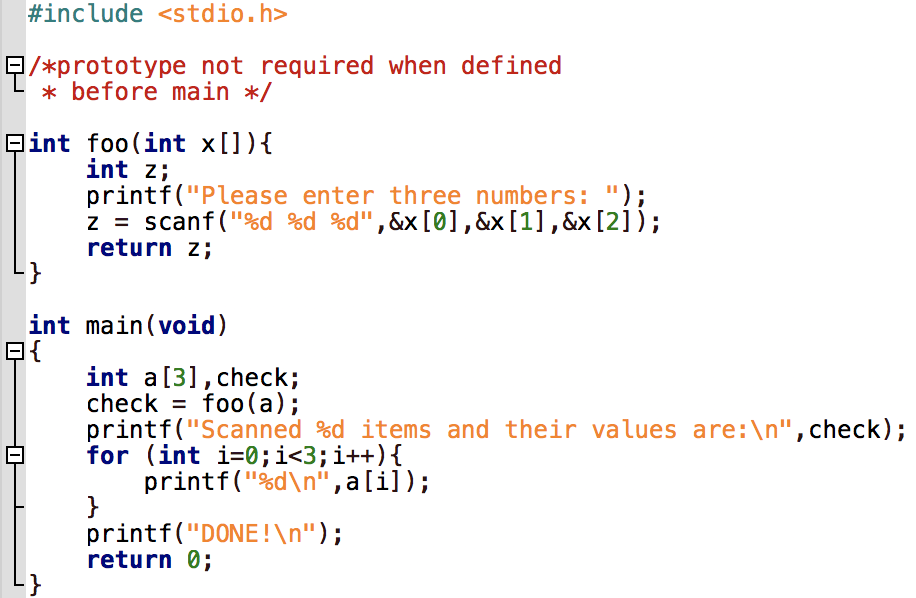 #include <stdio.h>

/*prototype not required when defined
 * before main */

int foo(int x[]){
    int z;
    printf("Please enter three numbers: ");
    z = scanf("%d %d %d",&x[0],&x[1],&x[2]);
    return z;
}

int main(void)
{
    int a[3],check;
    check = foo(a);
    printf("Scanned %d items and their values are:\n",check);
    for (int i=0;i<3;i++){
        printf("%d\n",a[i]);
    }
    printf("DONE!\n");
    return 0;
}